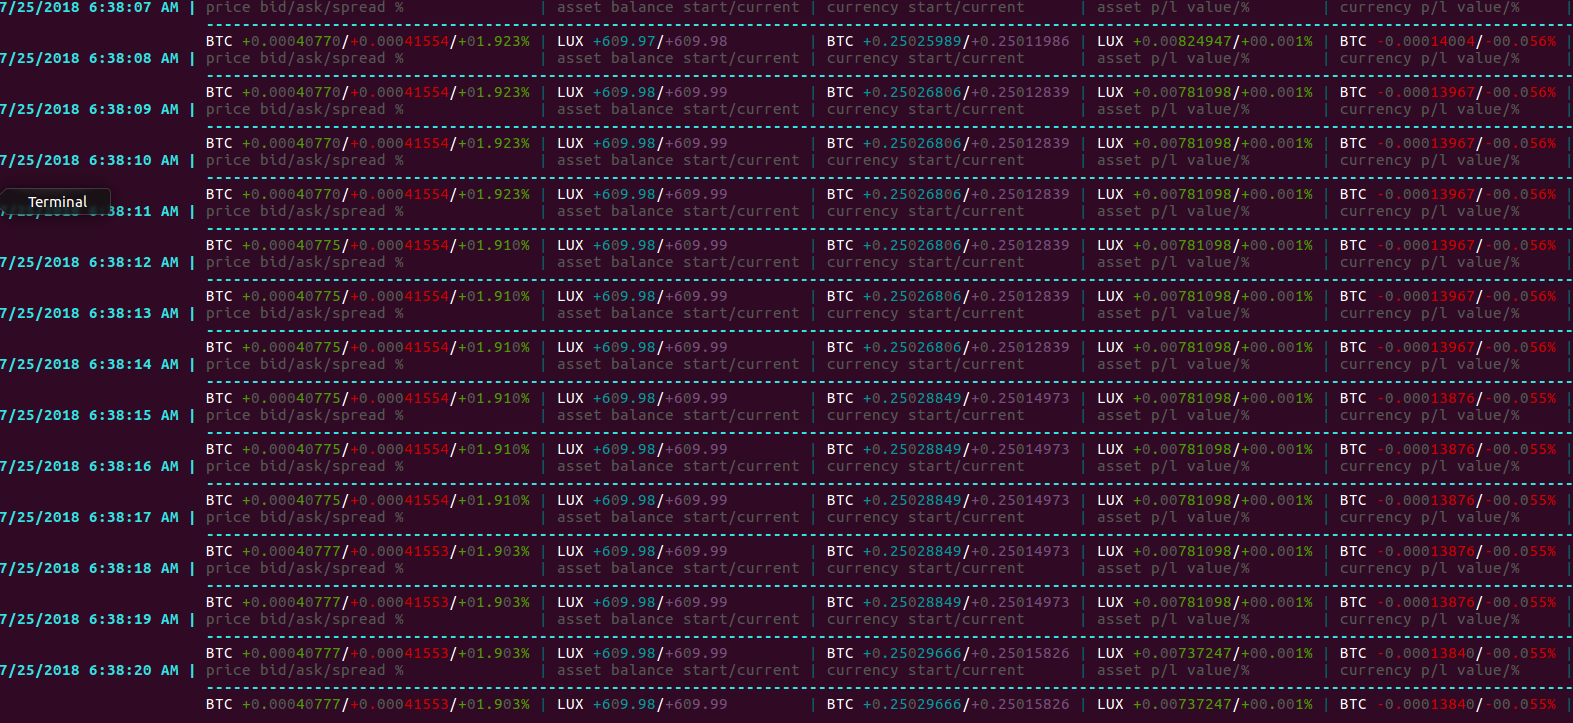 7/25/2018 6:38:07 AM | price bid/ask/spread % | asset balance start/current | currency start/current | asset p/l value/% | currency p/l value/% |
BTC +0.00040770/+0.00041554/+01.923% | LUX +609.97/+609.98 | BTC +0.25025989/+0.25011986 | LUX +0.00824947/+00.001% | BTC -0.00014004/-00.056% |
7/25/2018 6:38:08 AM | price bid/ask/spread % | asset balance start/current | currency start/current | asset p/l value/% | currency p/l value/% |
BTC +0.00040770/+0.00041554/+01.923% | LUX +609.98/+609.99 | BTC +0.25026806/+0.25012839 | LUX +0.00781098/+00.001% | BTC -0.00013967/-00.056% |
7/25/2018 6:38:09 AM | price bid/ask/spread % | asset balance start/current | currency start/current | asset p/l value/% | currency p/l value/% |
BTC +0.00040770/+0.00041554/+01.923% | LUX +609.98/+609.99 | BTC +0.25026806/+0.25012839 | LUX +0.00781098/+00.001% | BTC -0.00013967/-00.056% |
7/25/2018 6:38:10 AM | price bid/ask/spread % | asset balance start/current | currency start/current | asset p/l value/% | currency p/l value/% |
BTC +0.00040770/+0.00041554/+01.923% | LUX +609.98/+609.99 | BTC +0.25026806/+0.25012839 | LUX +0.00781098/+00.001% | BTC -0.00013967/-00.056% |
Terminal
7/25/2018 6:38:11 AM | price bid/ask/spread % | asset balance start/current | currency start/current | asset p/l value/% | currency p/l value/% |
BTC +0.00040775/+0.00041554/+01.910% | LUX +609.98/+609.99 | BTC +0.25026806/+0.25012839 | LUX +0.00781098/+00.001% | BTC -0.00013967/-00.056% |
7/25/2018 6:38:12 AM | price bid/ask/spread % | asset balance start/current | currency start/current | asset p/l value/% | currency p/l value/% |
BTC +0.00040775/+0.00041554/+01.910% | LUX +609.98/+609.99 | BTC +0.25026806/+0.25012839 | LUX +0.00781098/+00.001% | BTC -0.00013967/-00.056% |
7/25/2018 6:38:13 AM | price bid/ask/spread % | asset balance start/current | currency start/current | asset p/l value/% | currency p/l value/% |
BTC +0.00040775/+0.00041554/+01.910% | LUX +609.98/+609.99 | BTC +0.25026806/+0.25012839 | LUX +0.00781098/+00.001% | BTC -0.00013967/-00.056% |
7/25/2018 6:38:14 AM | price bid/ask/spread % | asset balance start/current | currency start/current | asset p/l value/% | currency p/l value/% |
BTC +0.00040775/+0.00041554/+01.910% | LUX +609.98/+609.99 | BTC +0.25028849/+0.25014973 | LUX +0.00781098/+00.001% | BTC -0.00013876/-00.055% |
7/25/2018 6:38:15 AM | price bid/ask/spread % | asset balance start/current | currency start/current | asset p/l value/% | currency p/l value/% |
BTC +0.00040775/+0.00041554/+01.910% | LUX +609.98/+609.99 | BTC +0.25028849/+0.25014973 | LUX +0.00781098/+00.001% | BTC -0.00013876/-00.055% |
7/25/2018 6:38:16 AM | price bid/ask/spread % | asset balance start/current | currency start/current | asset p/l value/% | currency p/l value/% |
BTC +0.00040775/+0.00041554/+01.910% | LUX +609.98/+609.99 | BTC +0.25028849/+0.25014973 | LUX +0.00781098/+00.001% | BTC -0.00013876/-00.055% |
7/25/2018 6:38:17 AM | price bid/ask/spread % | asset balance start/current | currency start/current | asset p/l value/% | currency p/l value/% |
BTC +0.00040777/+0.00041553/+01.903% | LUX +609.98/+609.99 | BTC +0.25028849/+0.25014973 | LUX +0.00781098/+00.001% | BTC -0.00013876/-00.055% |
7/25/2018 6:38:18 AM | price bid/ask/spread % | asset balance start/current | currency start/current | asset p/l value/% | currency p/l value/% |
BTC +0.00040777/+0.00041553/+01.903% | LUX +609.98/+609.99 | BTC +0.25028849/+0.25014973 | LUX +0.00781098/+00.001% | BTC -0.00013876/-00.055% |
7/25/2018 6:38:19 AM | price bid/ask/spread % | asset balance start/current | currency start/current | asset p/l value/% | currency p/l value/% |
BTC +0.00040777/+0.00041553/+01.903% | LUX +609.98/+609.99 | BTC +0.25029666/+0.25015826 | LUX +0.00737247/+00.001% | BTC -0.00013840/-00.055% |
7/25/2018 6:38:20 AM | price bid/ask/spread % | asset balance start/current | currency start/current | asset p/l value/% | currency p/l value/% |
BTC +0.00040777/+0.00041553/+01.903% | LUX +609.98/+609.99 | BTC +0.25029666/+0.25015826 | LUX +0.00737247/+00.001% | BTC -0.00013840/-00.055% |